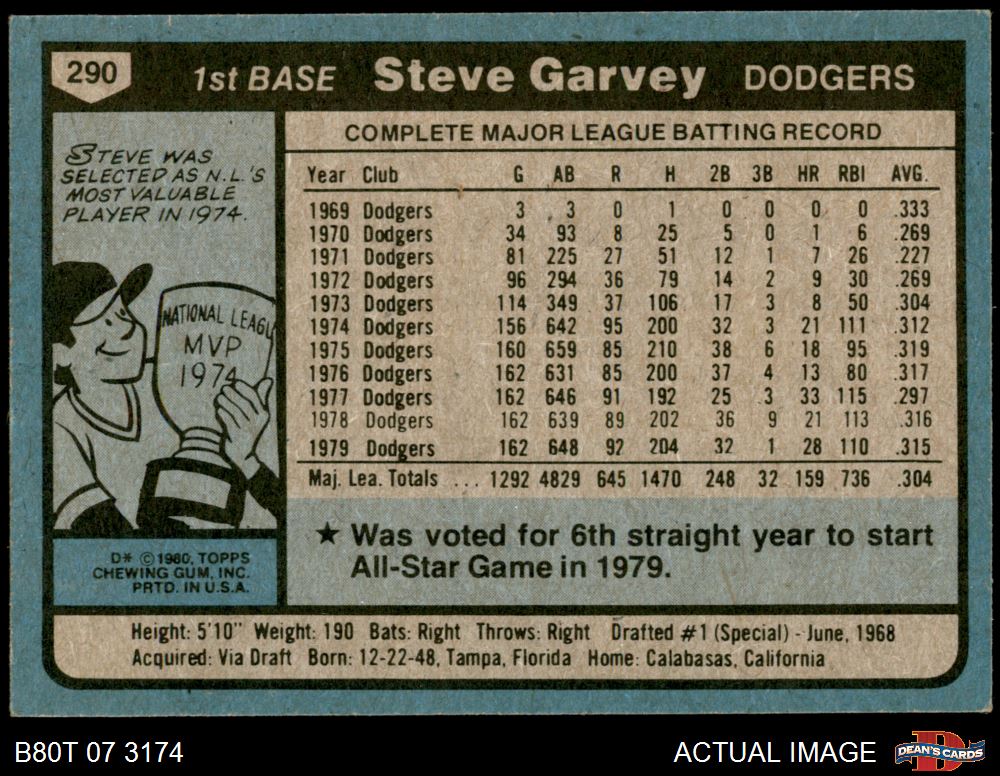 290 1st BASE Steve Garvey DODGERS
STEVE WAS
SELECTED AS N.L.'S
MOST VALUABLE
PLAYER IN 1974.
NATIONAL LEAGU
MVP
1974
D* © 1980, TOPPS
CHEWING GUM, INC.
PRTD. IN U.S.A.
COMPLETE MAJOR LEAGUE BATTING RECORD
Year Club G AB R H 2B 3B HR RBI AVG.
1969 Dodgers 3 3 0 1 0 0 0 0 .333
1970 Dodgers 34 93 8 25 5 0 1 6 .269
1971 Dodgers 81 225 27 51 12 1 7 26 .227
1972 Dodgers 96 294 36 79 14 2 9 30 .269
1973 Dodgers 114 349 37 106 17 3 8 50 .304
1974 Dodgers 156 642 95 200 32 3 21 111 .312
1975 Dodgers 160 659 85 210 38 6 18 95 .319
1976 Dodgers 162 631 85 200 37 4 13 80 .317
1977 Dodgers 162 646 91 192 25 3 33 115 .297
1978 Dodgers 162 639 89 202 36 9 21 113 .316
1979 Dodgers 162 648 92 204 32 1 28 110 .315
Maj. Lea. Totals ... 1292 4829 645 1470 248 32 159 736 .304
★ Was voted for 6th straight year to start
All-Star Game in 1979.
Height: 5'10" Weight: 190 Bats: Right Throws: Right Drafted #1 (Special) - June, 1968
Acquired: Via Draft Born: 12-22-48, Tampa, Florida Home: Calabasas, California
B80T 07 3174 ACTUAL IMAGE DEAN'S CARDS